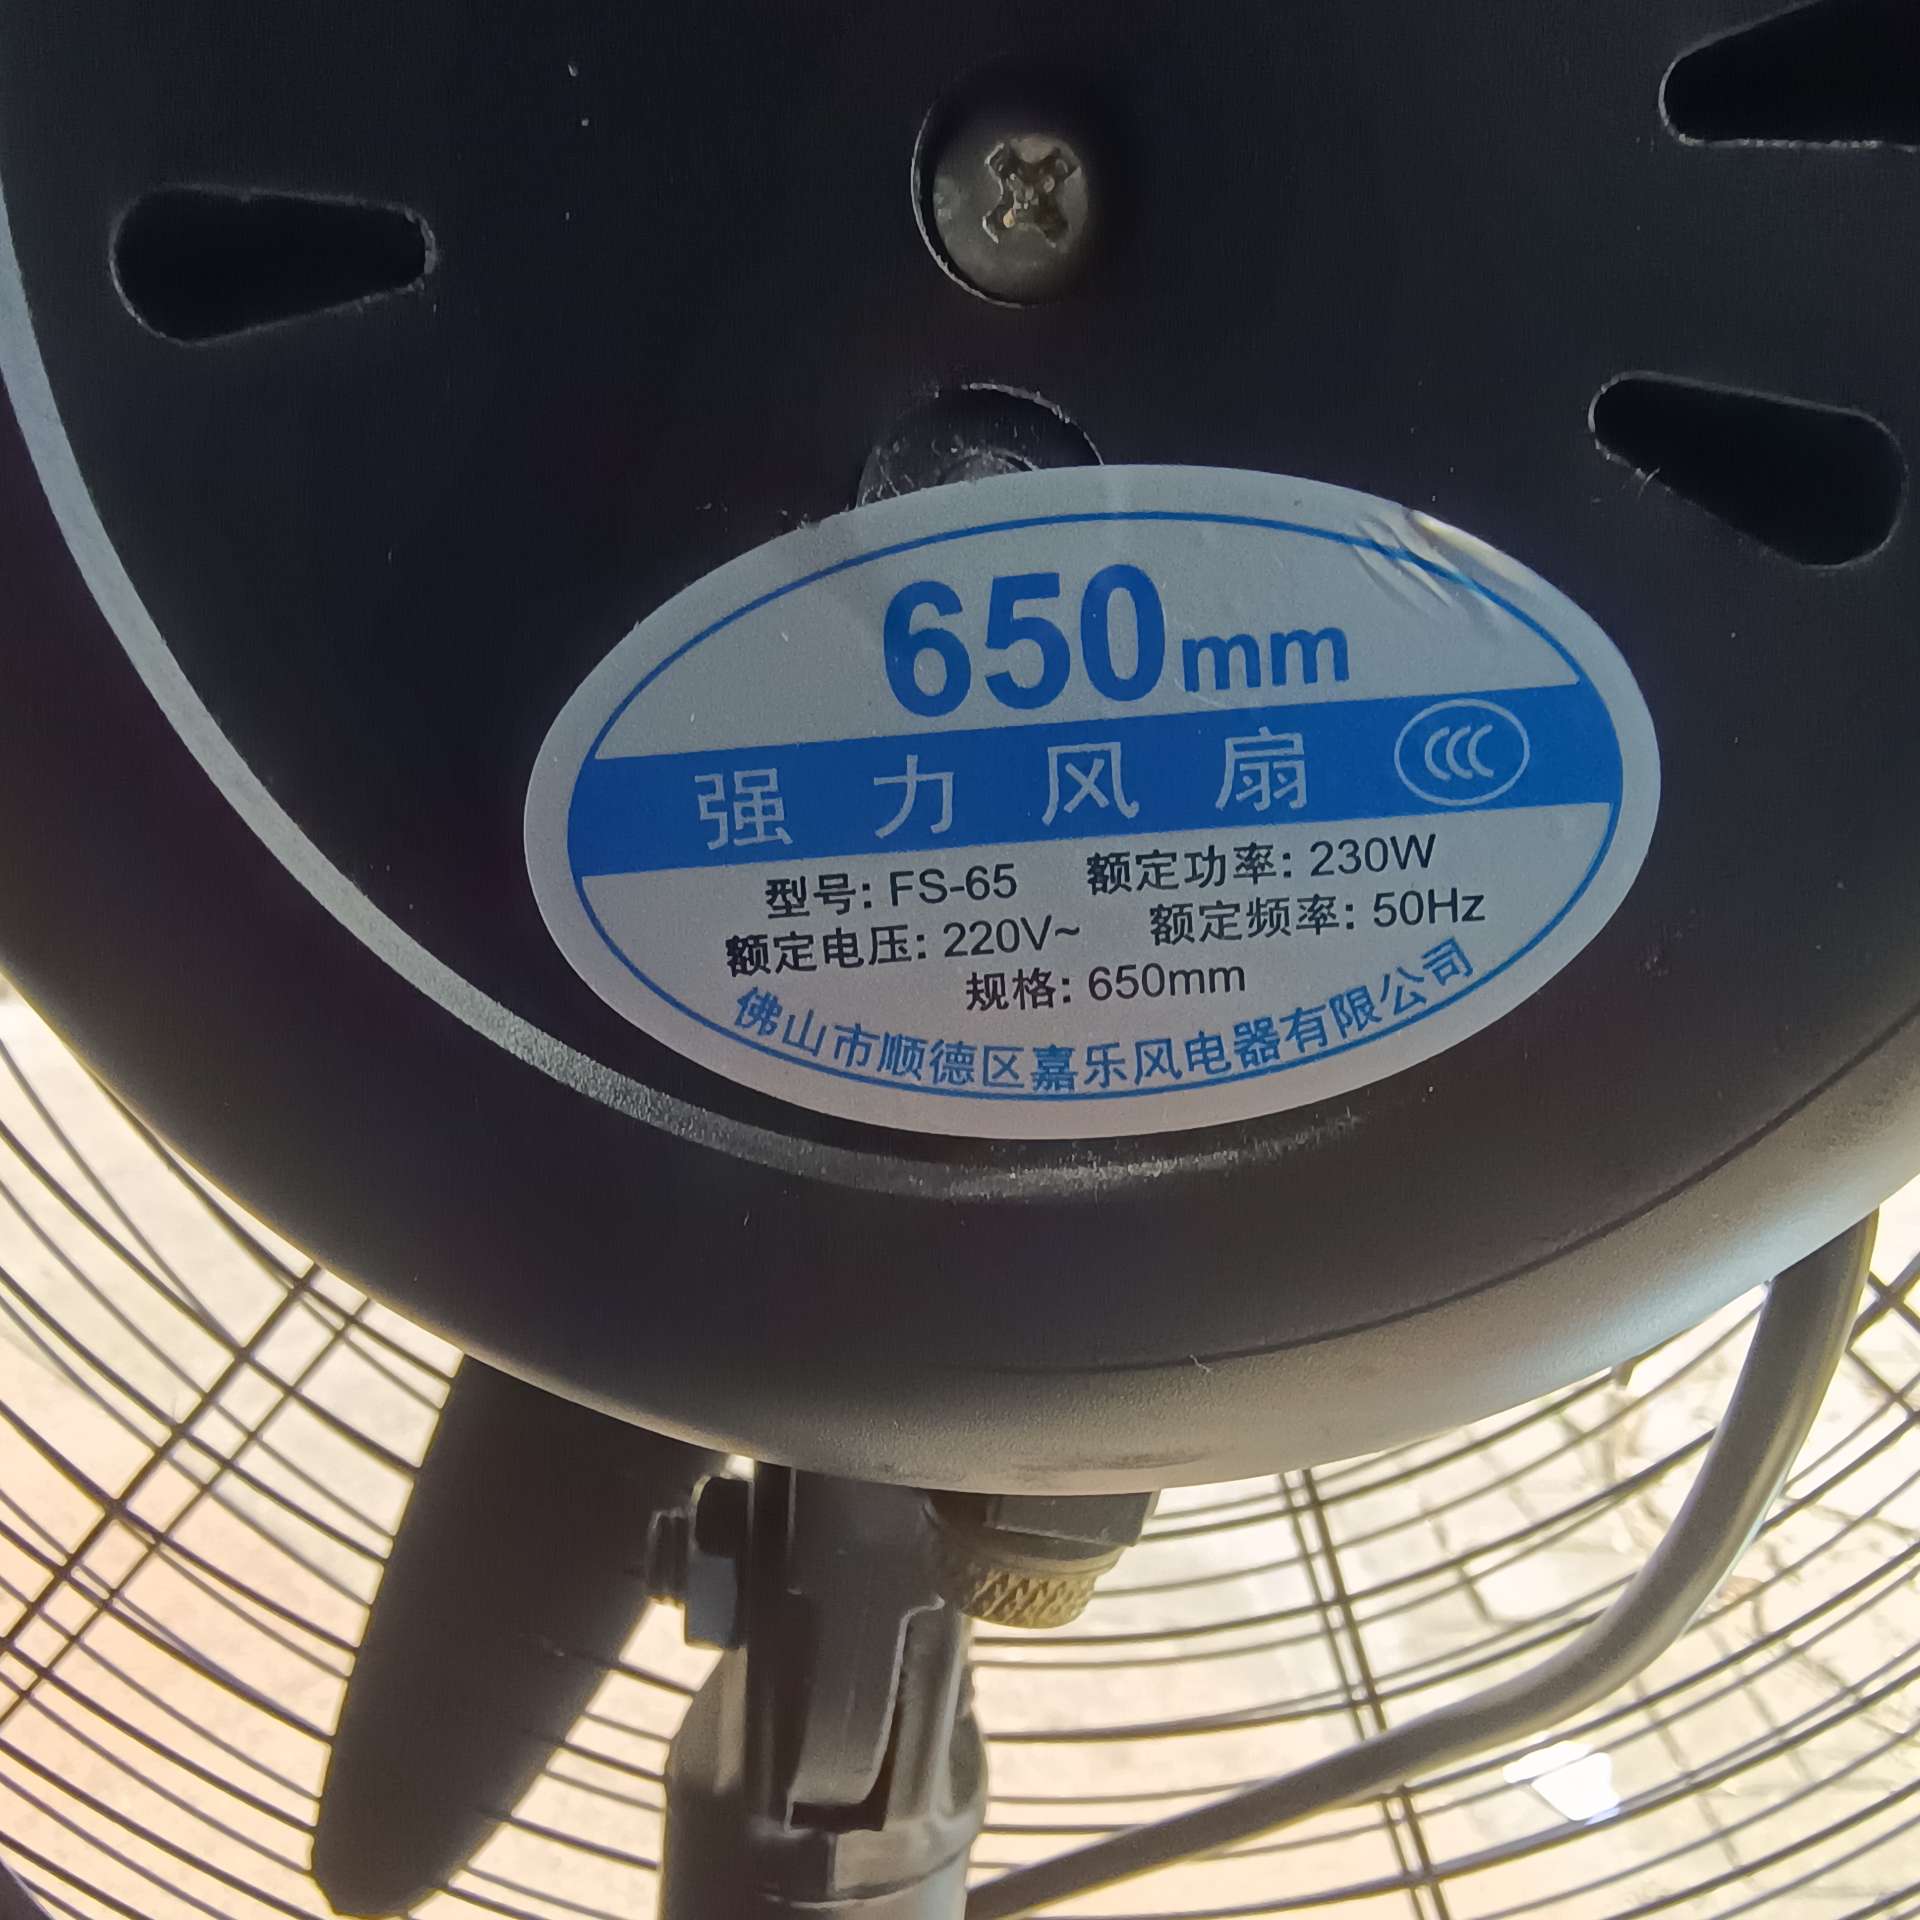 650mm
强力风扇
型号: FS-65 额定功率: 230W
额定电压: 220V~ 额定频率: 50Hz
规格: 650mm
佛山市顺德区嘉乐风电器有限公司